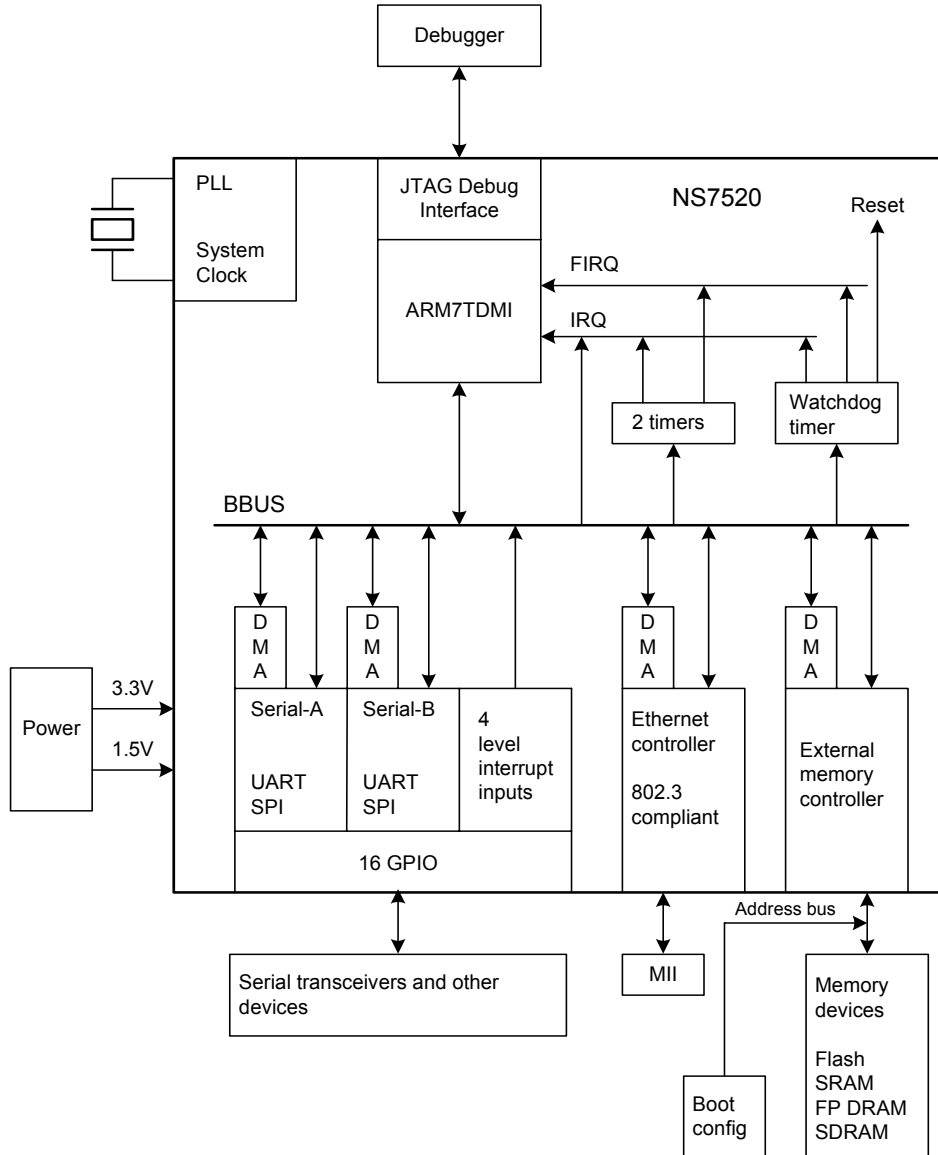 Debugger
PLL
System
Clock
JTAG Debug
Interface
ARM7TDMI
NS7520
Reset
FIRQ
IRQ
2 timers
Watchdog
timer
BBUS
D
M
A
D
M
A
D
M
A
D
M
A
Power
3.3V
1.5V
Serial-A
UART
SPI
Serial-B
UART
SPI
4
level
interrupt
inputs
16 GPIO
Ethernet
controller
802.3
compliant
External
memory
controller
Address bus
Serial transceivers and other
devices
MII
Memory
devices
Flash
SRAM
FP DRAM
SDRAM
Boot
config